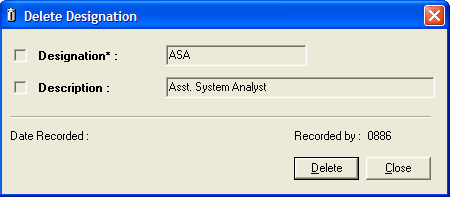 Delete Designation
Designation* : ASA
Description : Asst. System Analyst
Date Recorded : Recorded by : 0886
Delete Close